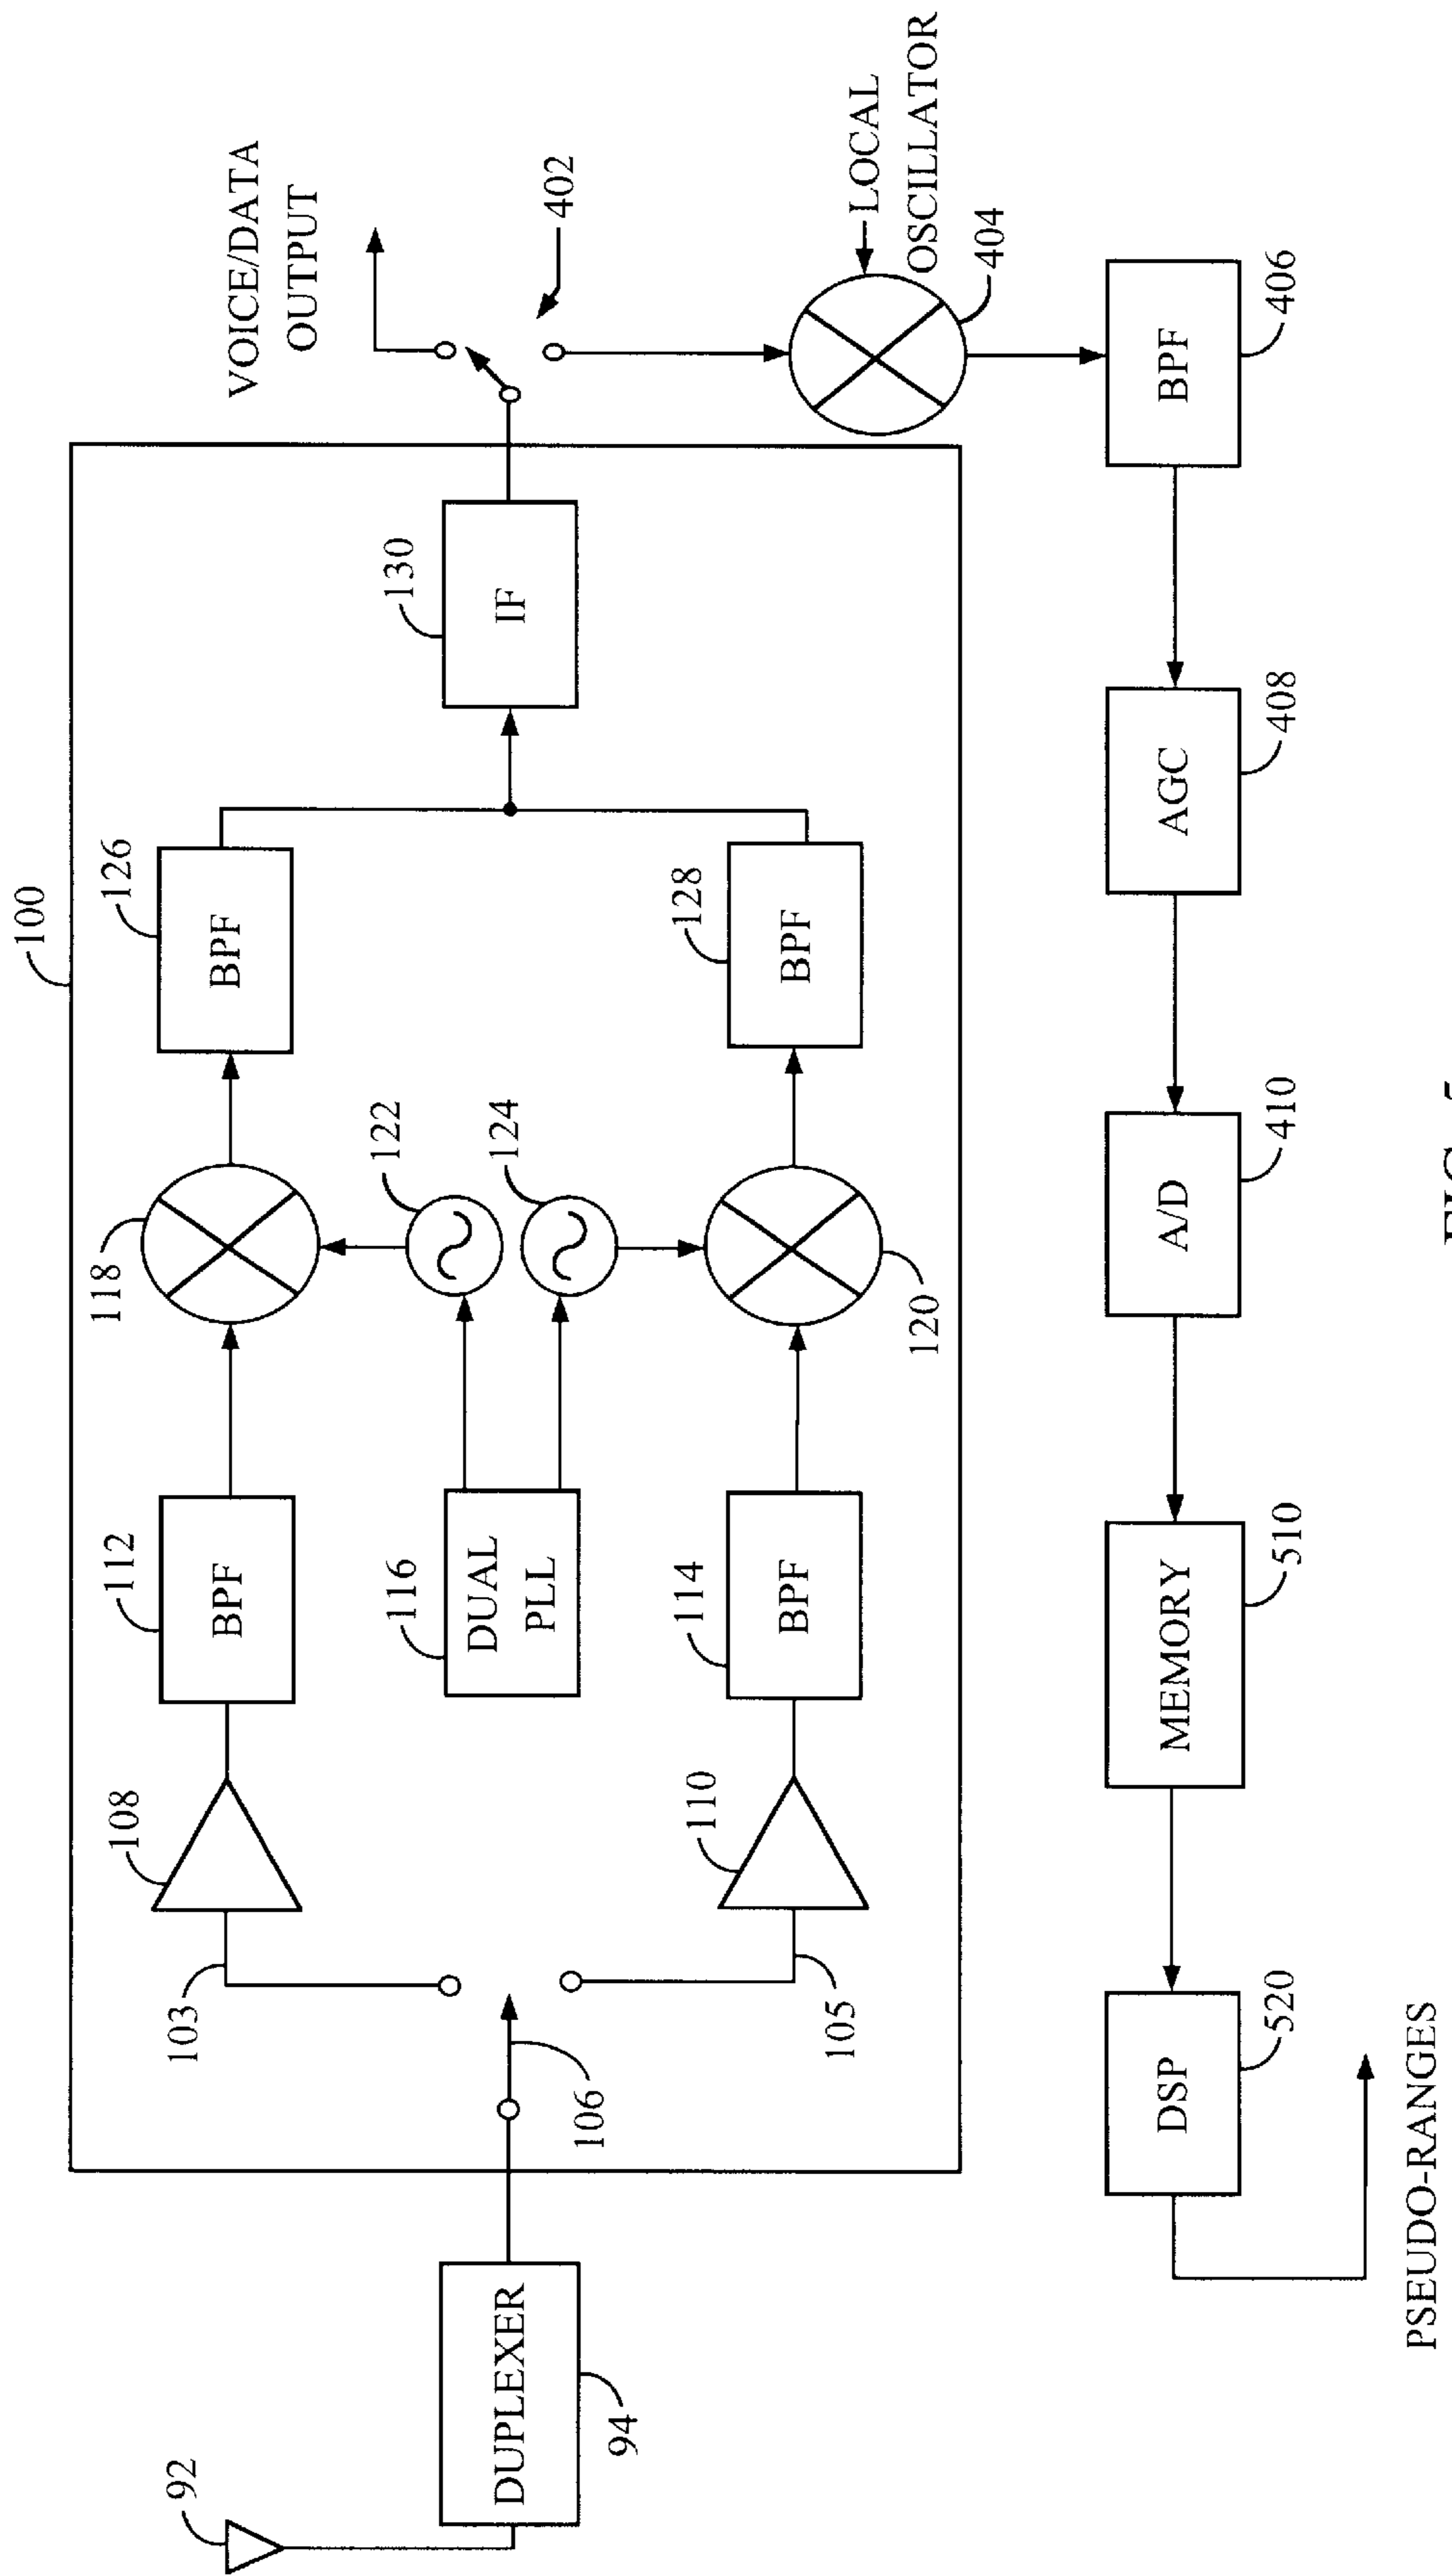 100
92
103
108
112
118
126
BPF
BPF
VOICE/DATA
OUTPUT
DUPLEXER
94
106
116
DUAL
PLL
122
124
130
IF
402
105
110
114
BPF
120
128
BPF
LOCAL
OSCILLATOR
404
DSP
520
MEMORY
510
A/D
410
AGC
408
BPF
406
PSEUDO-RANGES
FIG. 5